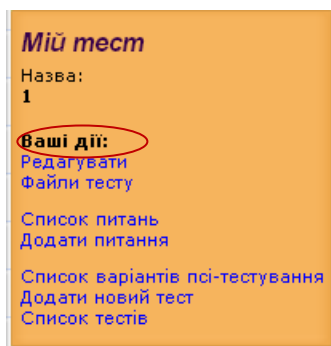 Мій тест
Назва:
1
Ваші дії:
Редагувати
Файли тесту
Список питань
Додати питання
Список варіантів псі-тестування
Додати новий тест
Список тестів